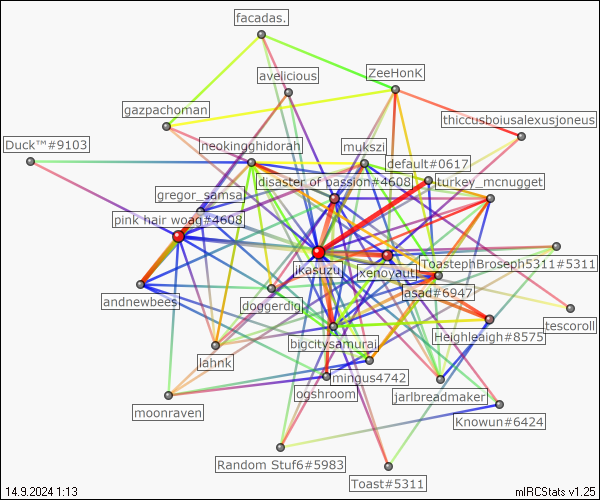 facadas.
avelicious
ZeeHonK
gazpachoman
thiccusboiusalexusjoneus
Duck™#9103
neokingghidorah
mukszi
default#0617
disaster of passion#4608
turkey_mcnugget
gregor_samsa
pink hair woag#4608
ikasuzu
xenoyaut
ToastephBroseph5311#5311
asad#6947
andnewbees
doggerdig
tescoroll
bigcitysamurai
Heighleaigh#8575
lahnk
mingus4742
ogshroom
jarlbreadmaker
moonraven
Knowun#6424
Random Stuf6#5983
Toast#5311
14.9.2024 1:13
mIRCStats v1.25